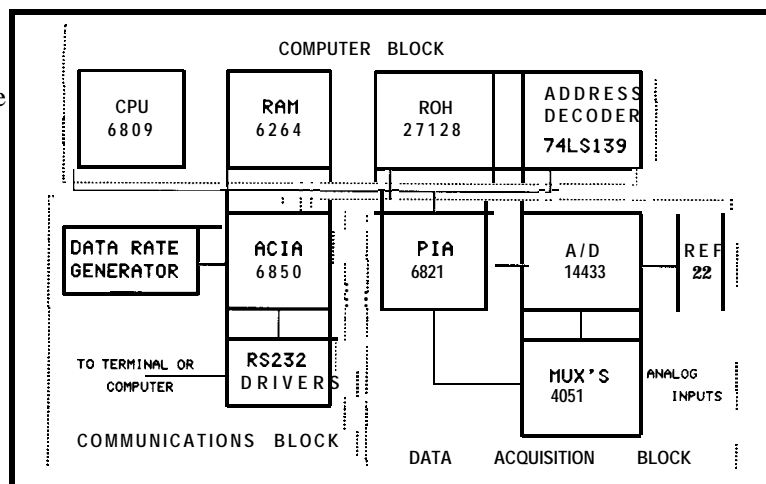 COMPUTER BLOCK
e
CPU
6809
RAM
6264
ROH
27128
ADDRESS
DECODER
74LS139
DATA RATE
GENERATOR
ACIA
6850
PIA
6821
A/D
14433
REF
22
TO TERMINAL OR
COMPUTER
RS232
DRIVERS
MUX'S
4051
ANALOG
INPUTS
COMMUNICATIONS BLOCK
DATA ACQUISITION BLOCK